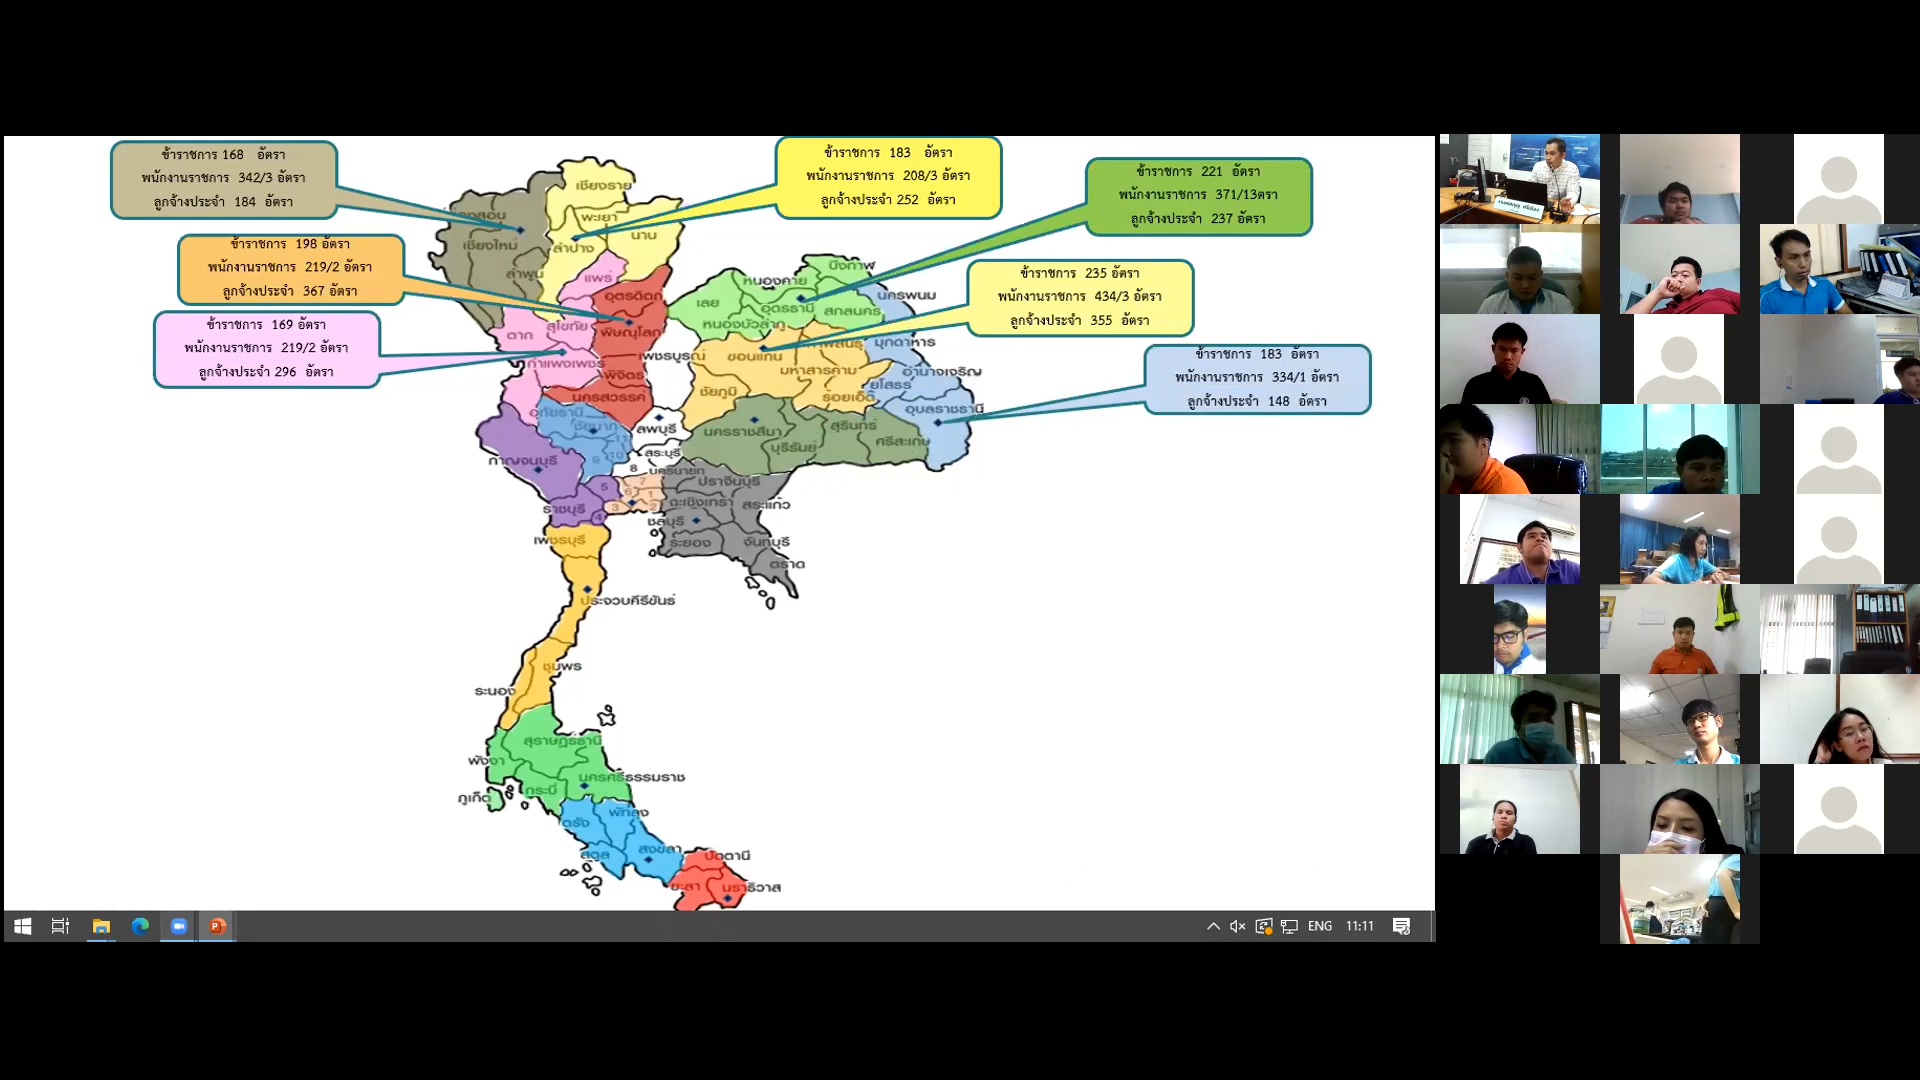 ข้าราชการ 168 อัตรา
พนักงานราชการ 342/3 อัตรา
ลูกจ้างประจำ 184 อัตรา
ข้าราชการ 183 อัตรา
พนักงานราชการ 208/3 อัตรา
ลูกจ้างประจำ 252 อัตรา
ข้าราชการ 221 อัตรา
พนักงานราชการ 371/13ตรา
ลูกจ้างประจำ 237 อัตรา
ข้าราชการ 198 อัตรา
พนักงานราชการ 219/2 อัตรา
ลูกจ้างประจำ 367 อัตรา
ข้าราชการ 235 อัตรา
พนักงานราชการ 434/3 อัตรา
ลูกจ้างประจำ 355 อัตรา
ข้าราชการ 169 อัตรา
พนักงานราชการ 219/2 อัตรา
ลูกจ้างประจำ 296 อัตรา
ข้าราชการ 183 อัตรา
พนักงานราชการ 334/1 อัตรา
ลูกจ้างประจำ 148 อัตรา
เชียงราย
พะเยา
น่าน
ลำปาง
เชียงใหม่
ลำพูน
แพร่
อุตรดิตถ์
สุโขทัย
ตาก
พิษณุโลก
กำแพงเพชร
เพชรบูรณ์
พิจิตร
นครสวรรค์
อุทัยธานี
ชัยนาท
ลพบุรี
สระบุรี
บึงกาฬ
หนองคาย
เลย
อุดรธานี
สกลนคร
นครพนม
หนองบัวลำภู
ขอนแก่น
มุกดาหาร
มหาสารคาม
ชัยภูมิ
ร้อยเอ็ด
ยโสธร
อำนาจเจริญ
อุบลราชธานี
นครราชสีมา
บุรีรัมย์
สุรินทร์
ศรีสะเกษ
กาญจนบุรี
11
10
9
8
นครนายก
ปราจีนบุรี
7
6
5
1
2
3
4
ราชบุรี
ฉะเชิงเทรา
สระแก้ว
ชลบุรี
ระยอง
จันทบุรี
ตราด
เพชรบุรี
ประจวบคีรีขันธ์
ชุมพร
ระนอง
สุราษฎร์ธานี
พังงา
นครศรีธรรมราช
กระบี่
ภูเก็ต
ตรัง
พัทลุง
สตูล
สงขลา
ปัตตานี
ยะลา
นราธิวาส
ENG
11:11